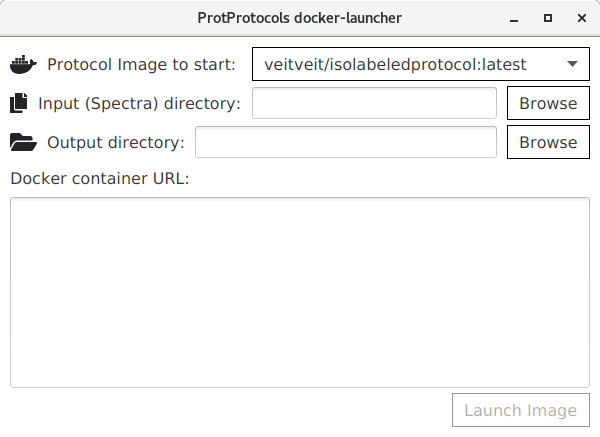 ProtProtocols docker-launcher
Protocol Image to start: veitveit/isolabeledprotocol:latest
Input (Spectra) directory: Browse
Output directory: Browse
Docker container URL:
Launch Image